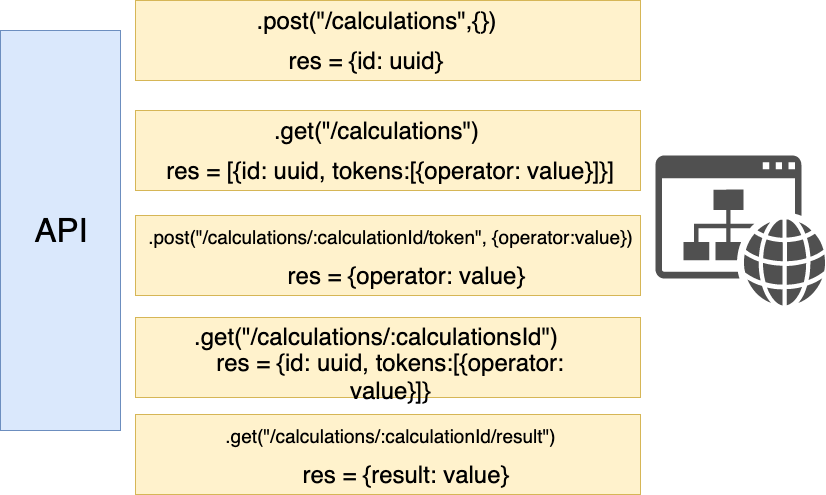 .post("/calculations",{})
res = {id: uuid}
API
.get("/calculations")
res = [{id: uuid, tokens:[{operator: value}]}]
.post("/calculations/:calculationId/token", {operator:value})
res = {operator: value}
.get("/calculations/:calculationsId")
res = {id: uuid, tokens:[{operator:
value}]}
.get("/calculations/:calculationId/result")
res = {result: value}